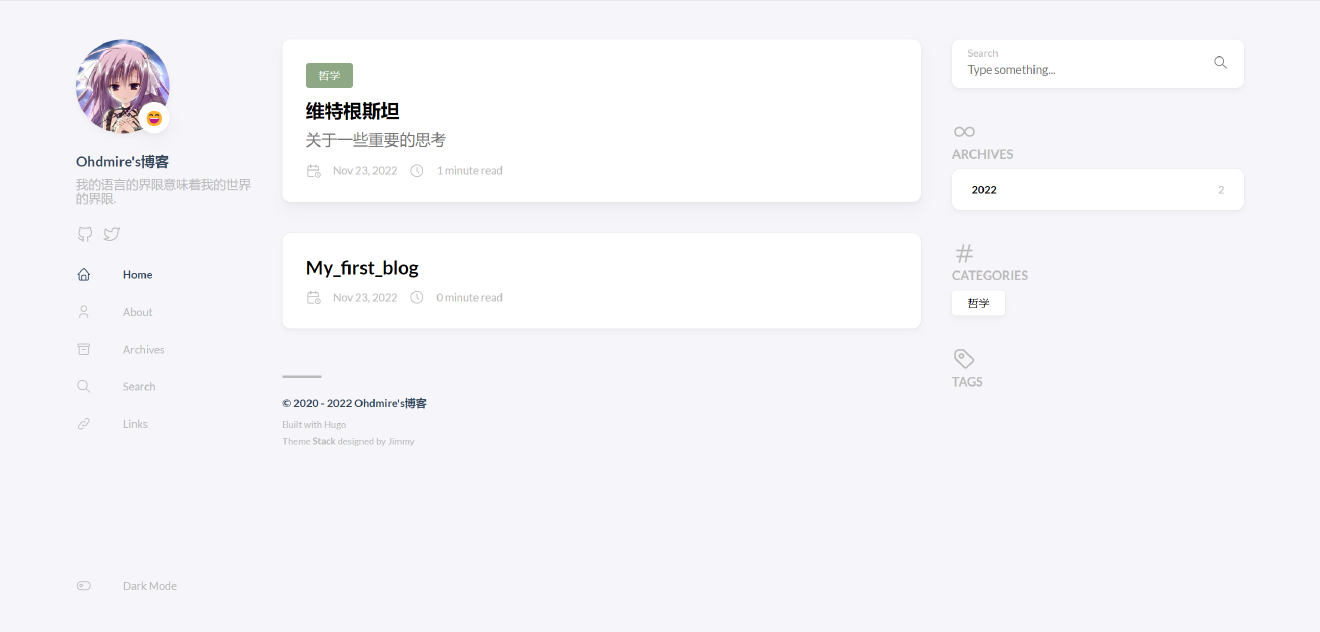 Ohdmire's博客
我的语言的界限意味着我的世界
的界限.
Home
About
Archives
Search
Links
Dark Mode
哲学
维特根斯坦
关于一些重要的思考
Nov 23, 2022 1 minute read
My_first_blog
Nov 23, 2022 0 minute read
© 2020 - 2022 Ohdmire's博客
Built with Hugo
Theme Stack designed by Jimmy
Search
Type something...
ARCHIVES
2022 2
CATEGORIES
哲学
TAGS